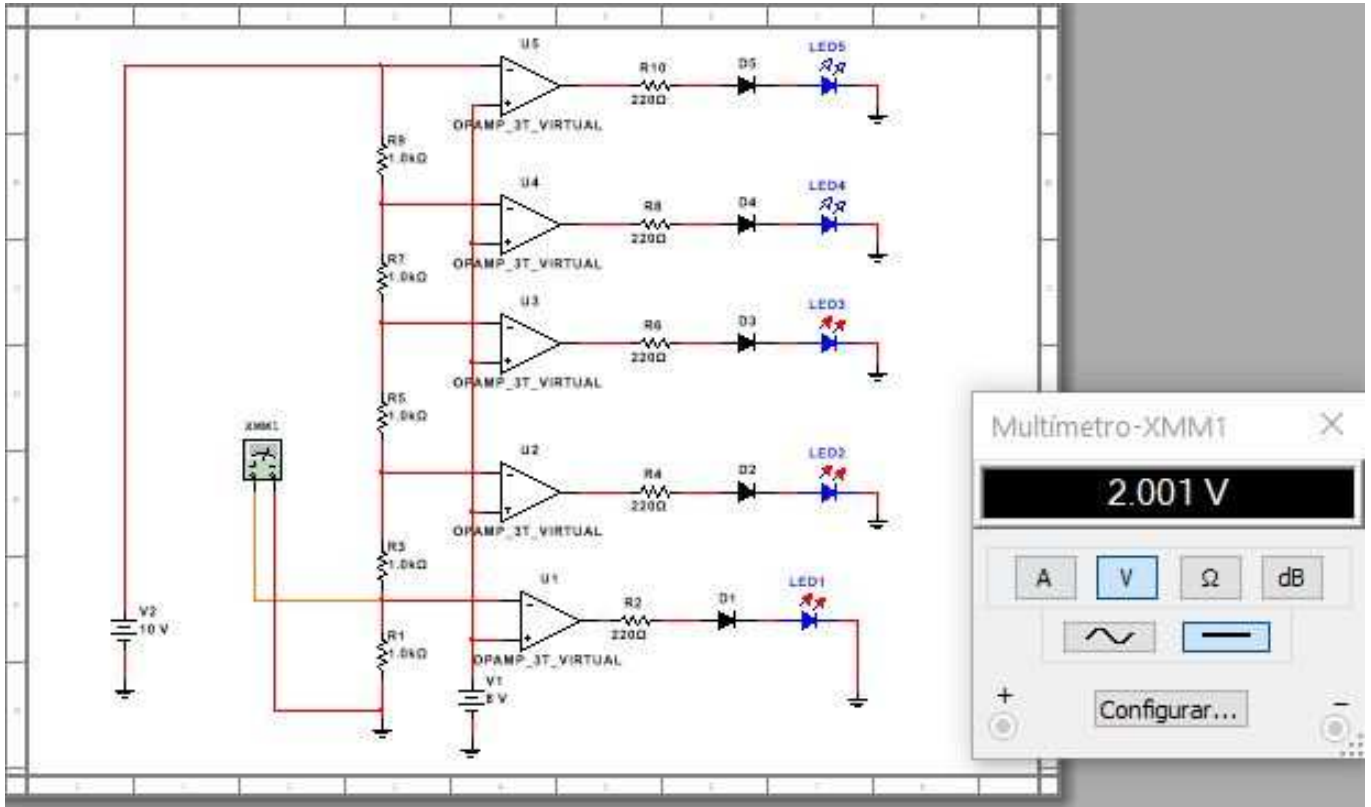 U5
LED5
R10
D5
220Ω
OPAMP_3T_VIRTUAL
R9
1.0kΩ
U4
LED4
R8
D4
220Ω
OPAMP_3T_VIRTUAL
R7
1.0kΩ
U3
LED3
R6
D3
220Ω
OPAMP_3T_VIRTUAL
R5
1.0kΩ
XMM1
U2
LED2
R4
D2
220Ω
OPAMP_3T_VIRTUAL
R3
1.0kΩ
U1
LED1
R2
D1
220Ω
OPAMP_3T_VIRTUAL
V2
10 V
R1
1.0kΩ
V1
Multímetro-XMM1
2.001 V
A V Ω dB
+ −
Configurar...